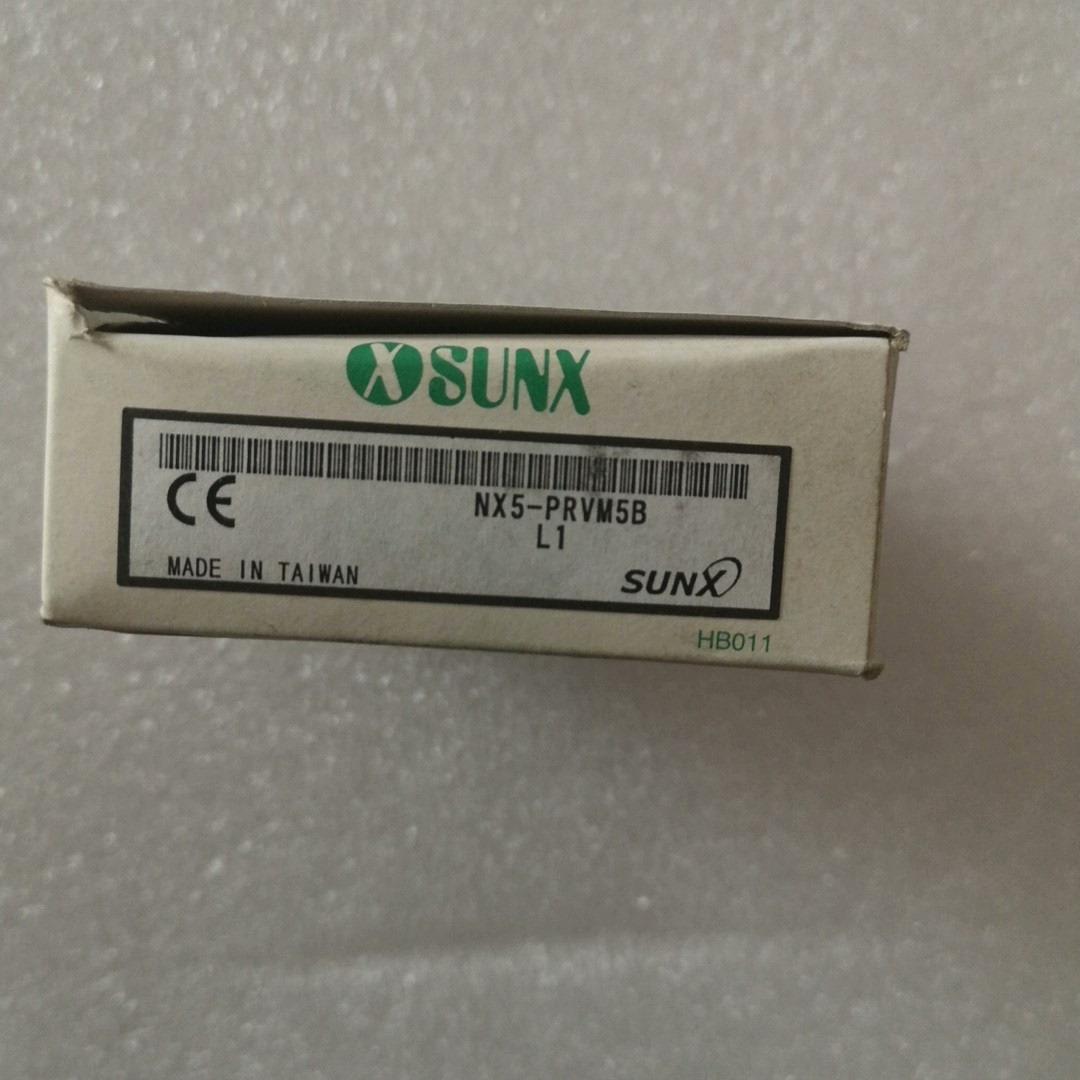 X SUNX
CE NX5-PRVM5B
L1
MADE IN TAIWAN SUNX
HB011